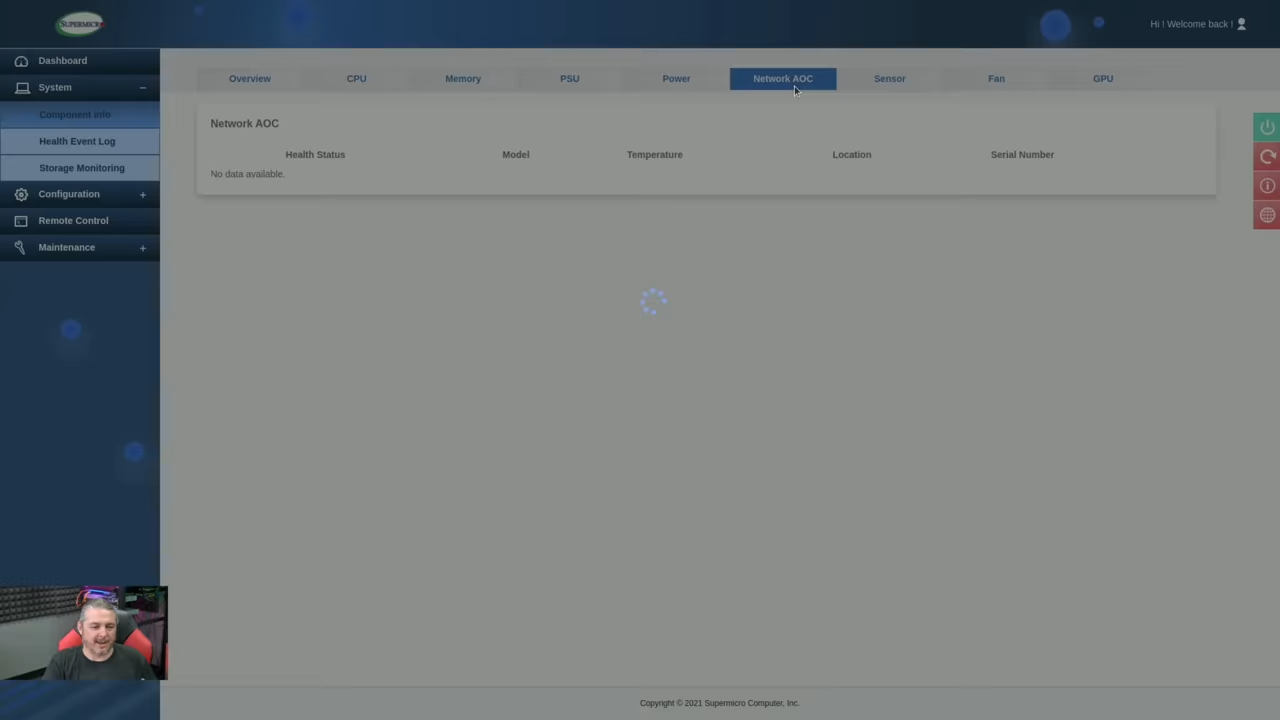 SUPERMICRO
Hi ! Welcome back !
Dashboard
System
Component Info
Health Event Log
Storage Monitoring
Configuration
Remote Control
Maintenance
Overview
CPU
Memory
PSU
Power
Network AOC
Sensor
Fan
GPU
Network AOC
Health Status Model Temperature Location Serial Number
No data available.
Copyright © 2021 Supermicro Computer, Inc.